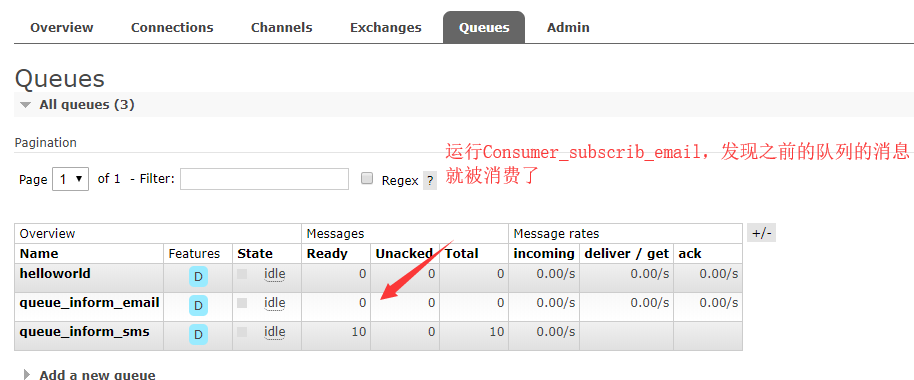 Overview Connections Channels Exchanges Queues Admin
Queues
All queues (3)
Pagination
运行Consumer_subscrib_email，发现之前的队列的消息
就被消费了
Page 1 of 1 - Filter: Regex ?
Overview Messages Message rates +/-
Name Features State Ready Unacked Total incoming deliver / get ack
helloworld D idle 0 0 0 0.00/s 0.00/s 0.00/s
queue_inform_email D idle 0 0 0 0.00/s 0.00/s 0.00/s
queue_inform_sms D idle 10 0 10 0.00/s
Add a new queue